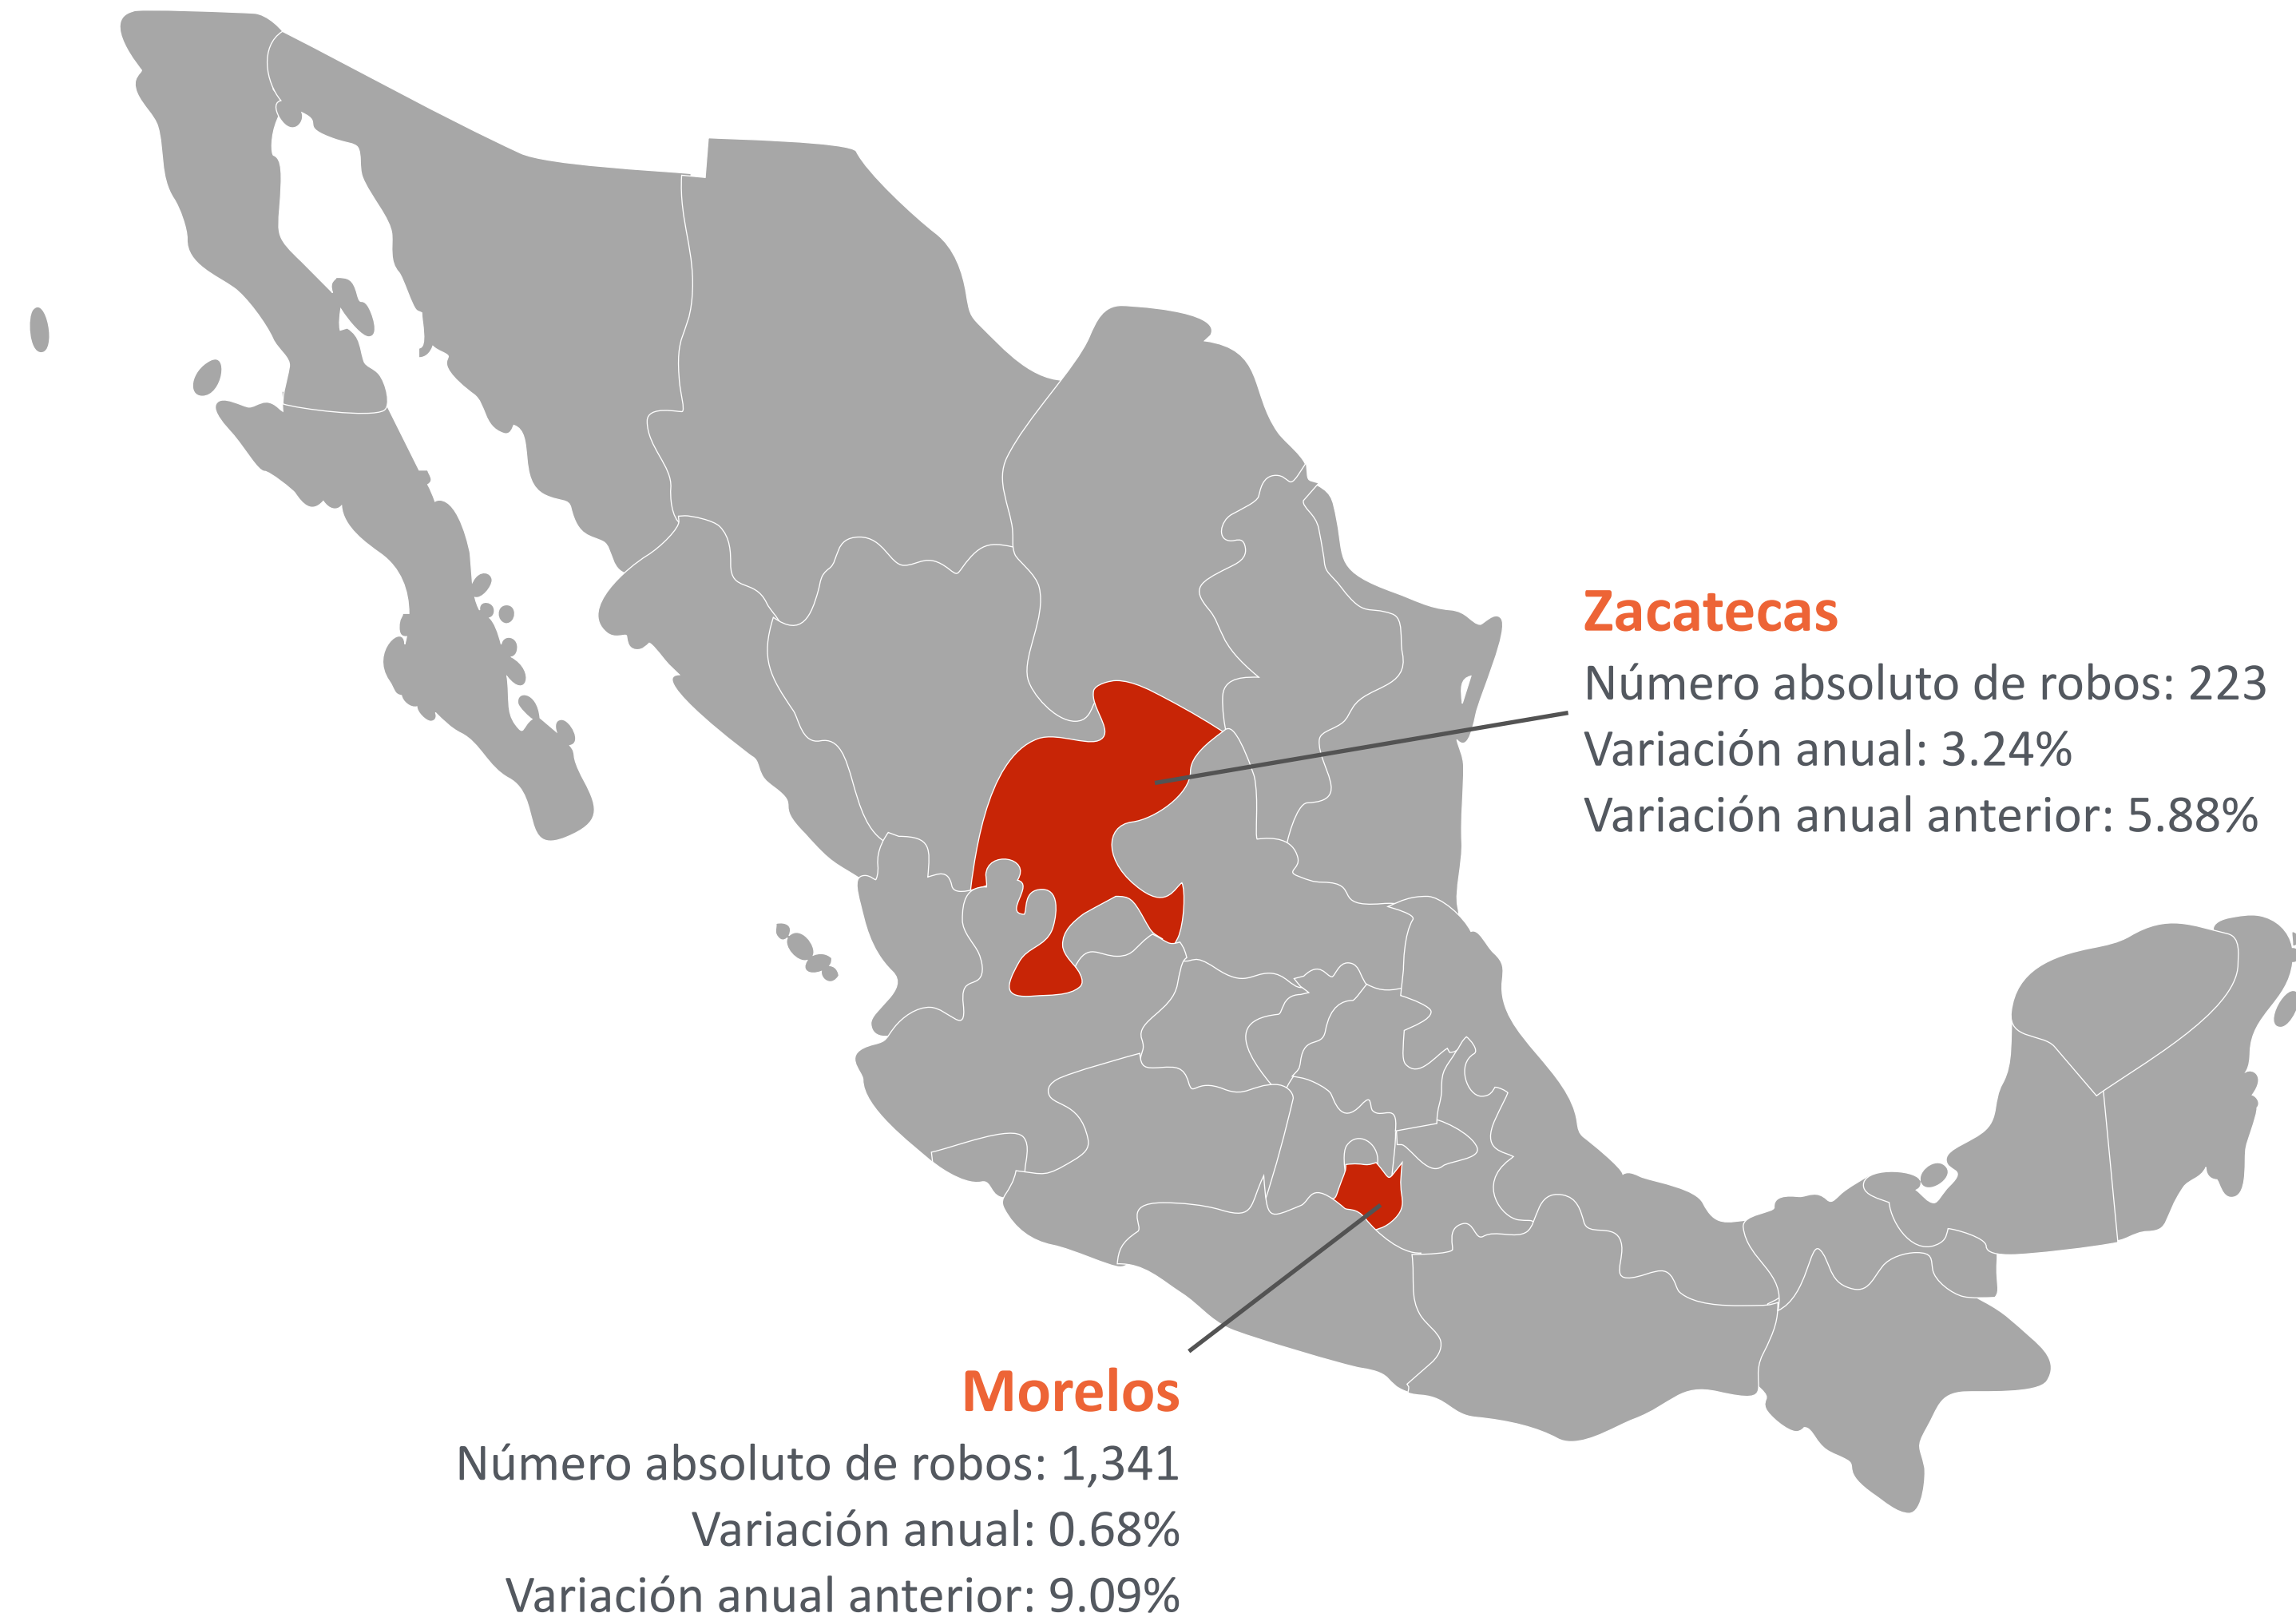 Zacatecas
Número absoluto de robos: 223
Variación anual: 3.24%
Variación anual anterior: 5.88%
Morelos
Número absoluto de robos: 1,341
Variación anual: 0.68%
Variación anual anterior: 9.09%